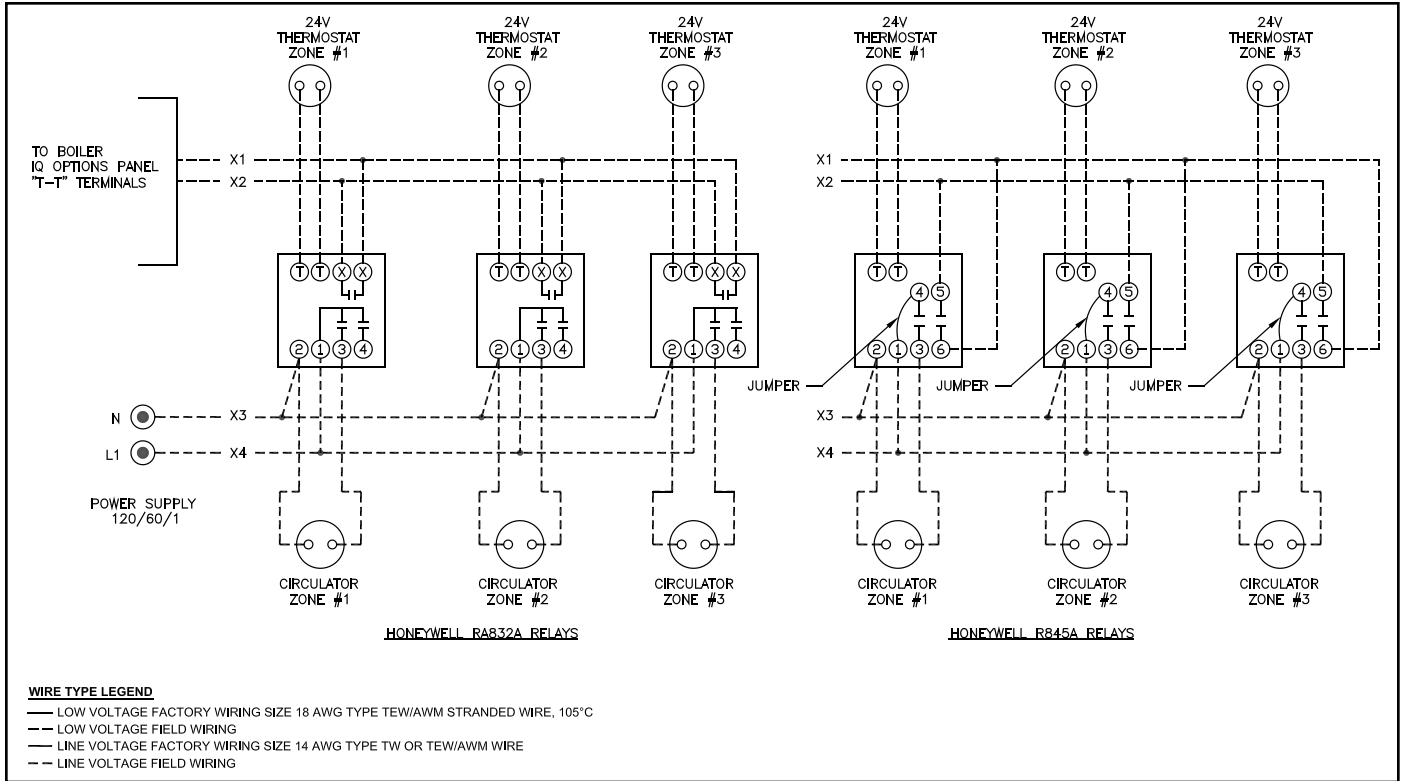 24V
THERMOSTAT
ZONE #1
24V
THERMOSTAT
ZONE #2
24V
THERMOSTAT
ZONE #3
24V
THERMOSTAT
ZONE #1
24V
THERMOSTAT
ZONE #2
24V
THERMOSTAT
ZONE #3
TO BOILER
IQ OPTIONS PANEL
"T-T" TERMINALS
X1
X2
X1
X2
T T X X
T T X X
T T X X
T T
T T
T T
4 5
4 5
4 5
2 1 3 4
2 1 3 4
2 1 3 4
2 1 3 6
2 1 3 6
2 1 3 6
JUMPER
JUMPER
JUMPER
N
X3
X3
L1
X4
X4
POWER SUPPLY
120/60/1
CIRCULATOR
ZONE #1
CIRCULATOR
ZONE #2
CIRCULATOR
ZONE #3
CIRCULATOR
ZONE #1
CIRCULATOR
ZONE #2
CIRCULATOR
ZONE #3
HONEYWELL RA832A RELAYS
HONEYWELL R845A RELAYS
WIRE TYPE LEGEND
LOW VOLTAGE FACTORY WIRING SIZE 18 AWG TYPE TEW/AWM STRANDED WIRE, 105°C
LOW VOLTAGE FIELD WIRING
LINE VOLTAGE FACTORY WIRING SIZE 14 AWG TYPE TW OR TEW/AWM WIRE
LINE VOLTAGE FIELD WIRING